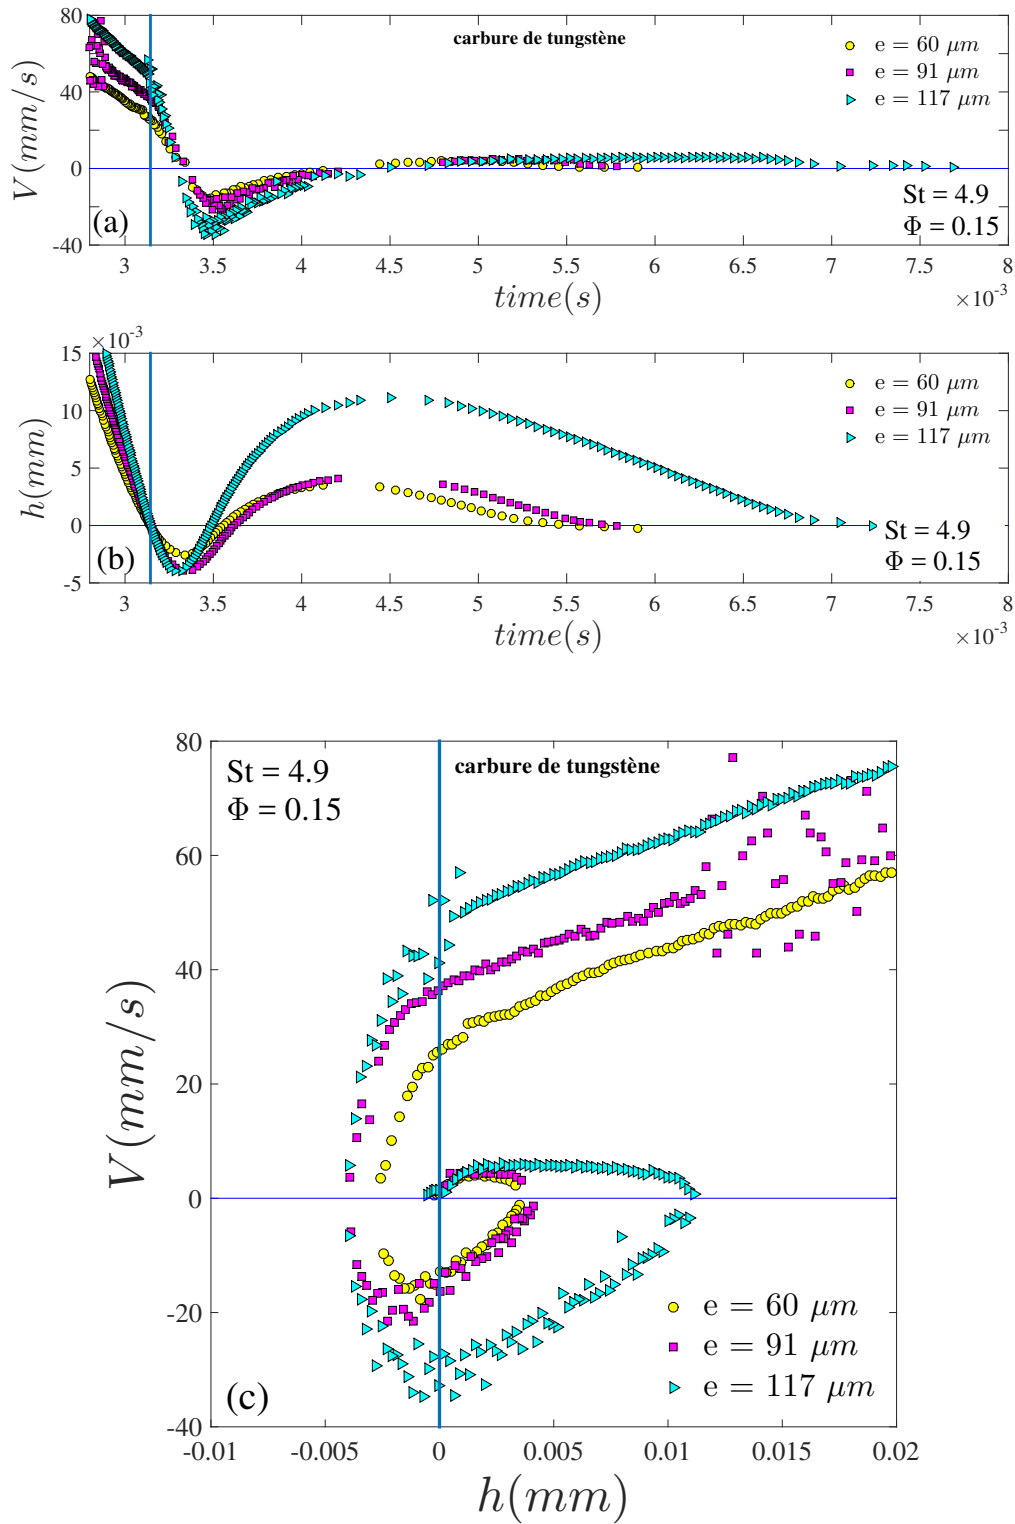 80
40
0
-40
V(mm/s)
carbure de tungstène
e = 60 μm
e = 91 μm
e = 117 μm
(a)
St = 4.9
Φ = 0.15
3 3.5 4 4.5 5 5.5 6 6.5 7 7.5 8
time(s)
×10-3
×10-3
15
10
5
0
-5
h(mm)
e = 60 μm
e = 91 μm
e = 117 μm
(b)
St = 4.9
Φ = 0.15
3 3.5 4 4.5 5 5.5 6 6.5 7 7.5 8
time(s)
×10-3
80
60
40
20
0
-20
-40
V(mm/s)
St = 4.9
Φ = 0.15
carbure de tungstène
e = 60 μm
e = 91 μm
e = 117 μm
(c)
-0.01 -0.005 0 0.005 0.01 0.015 0.02
h(mm)